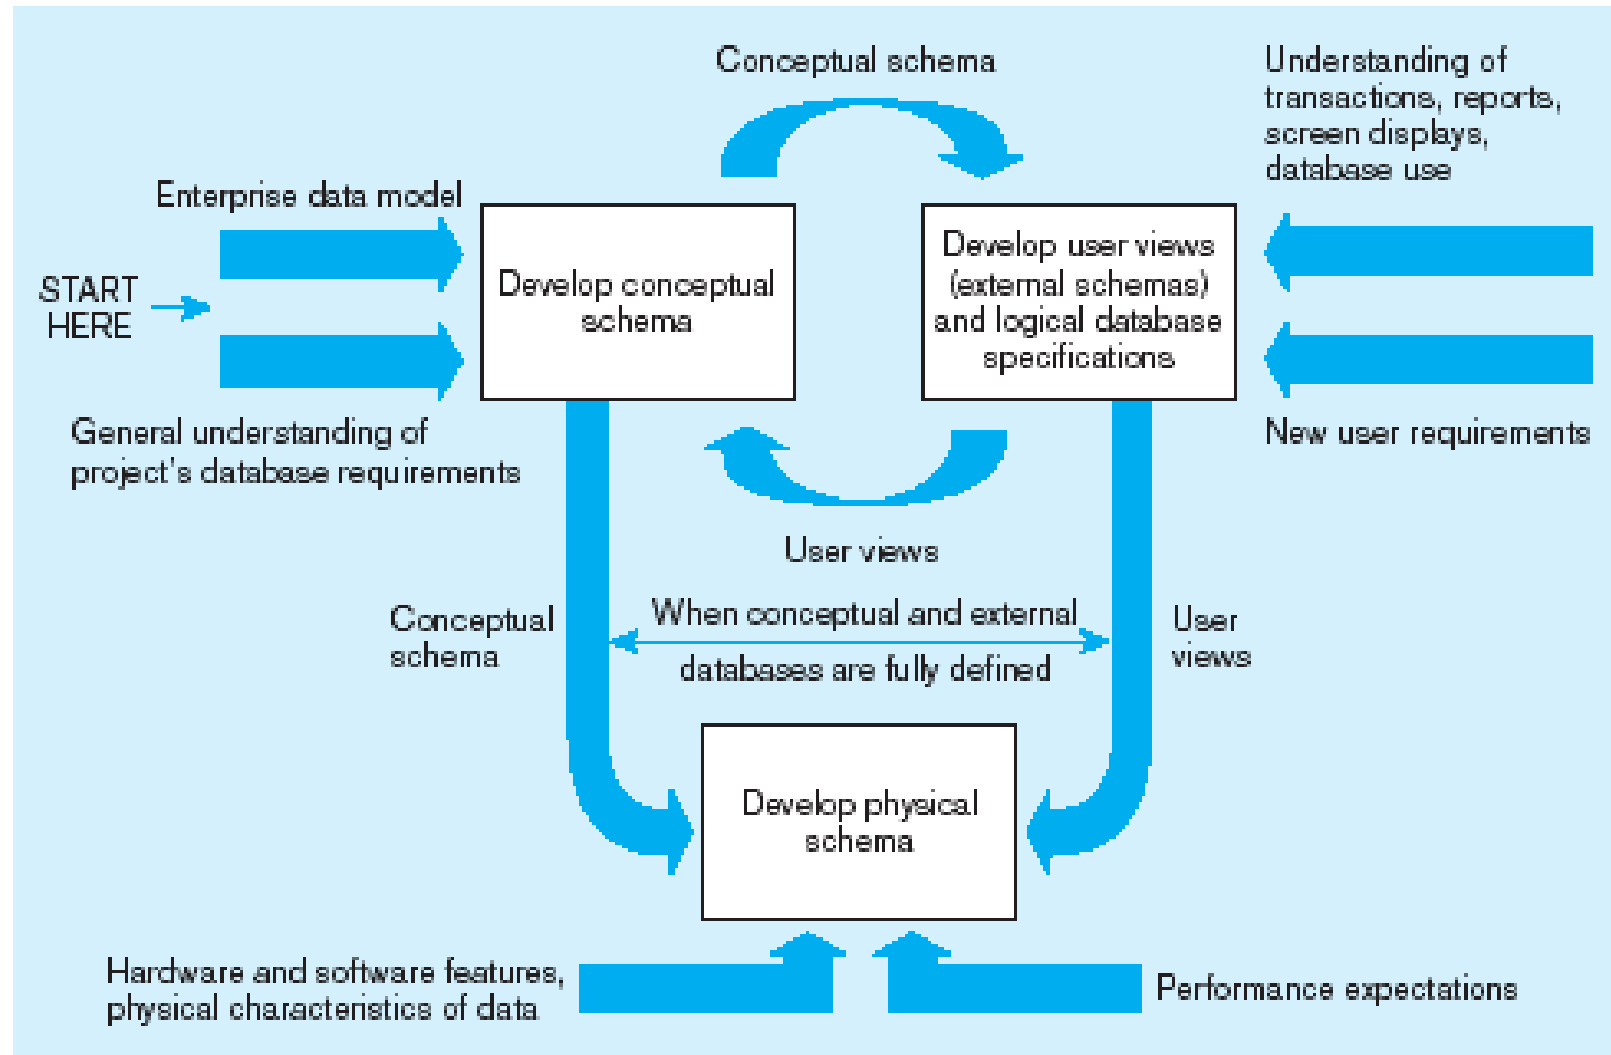 Conceptual schema
Understanding of
transactions, reports,
screen displays,
database use
Enterprise data model
START
HERE
Develop conceptual
schema
Develop user views
(external schemas)
and logical database
specifications
General understanding of
project's database requirements
New user requirements
User views
Conceptual
schema
When conceptual and external
databases are fully defined
User
views
Develop physical
schema
Hardware and software features,
physical characteristics of data
Performance expectations